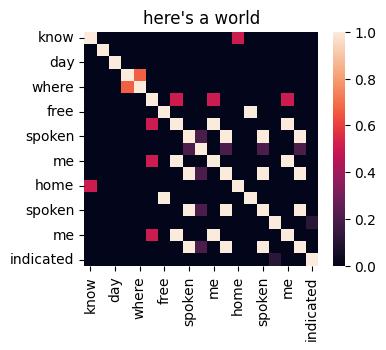 here's a world
know
day
where
free
spoken
me
home
spoken
me
indicated
1.0
0.8
0.6
0.4
0.2
0.0
know
day
where
free
spoken
me
home
spoken
me
indicated